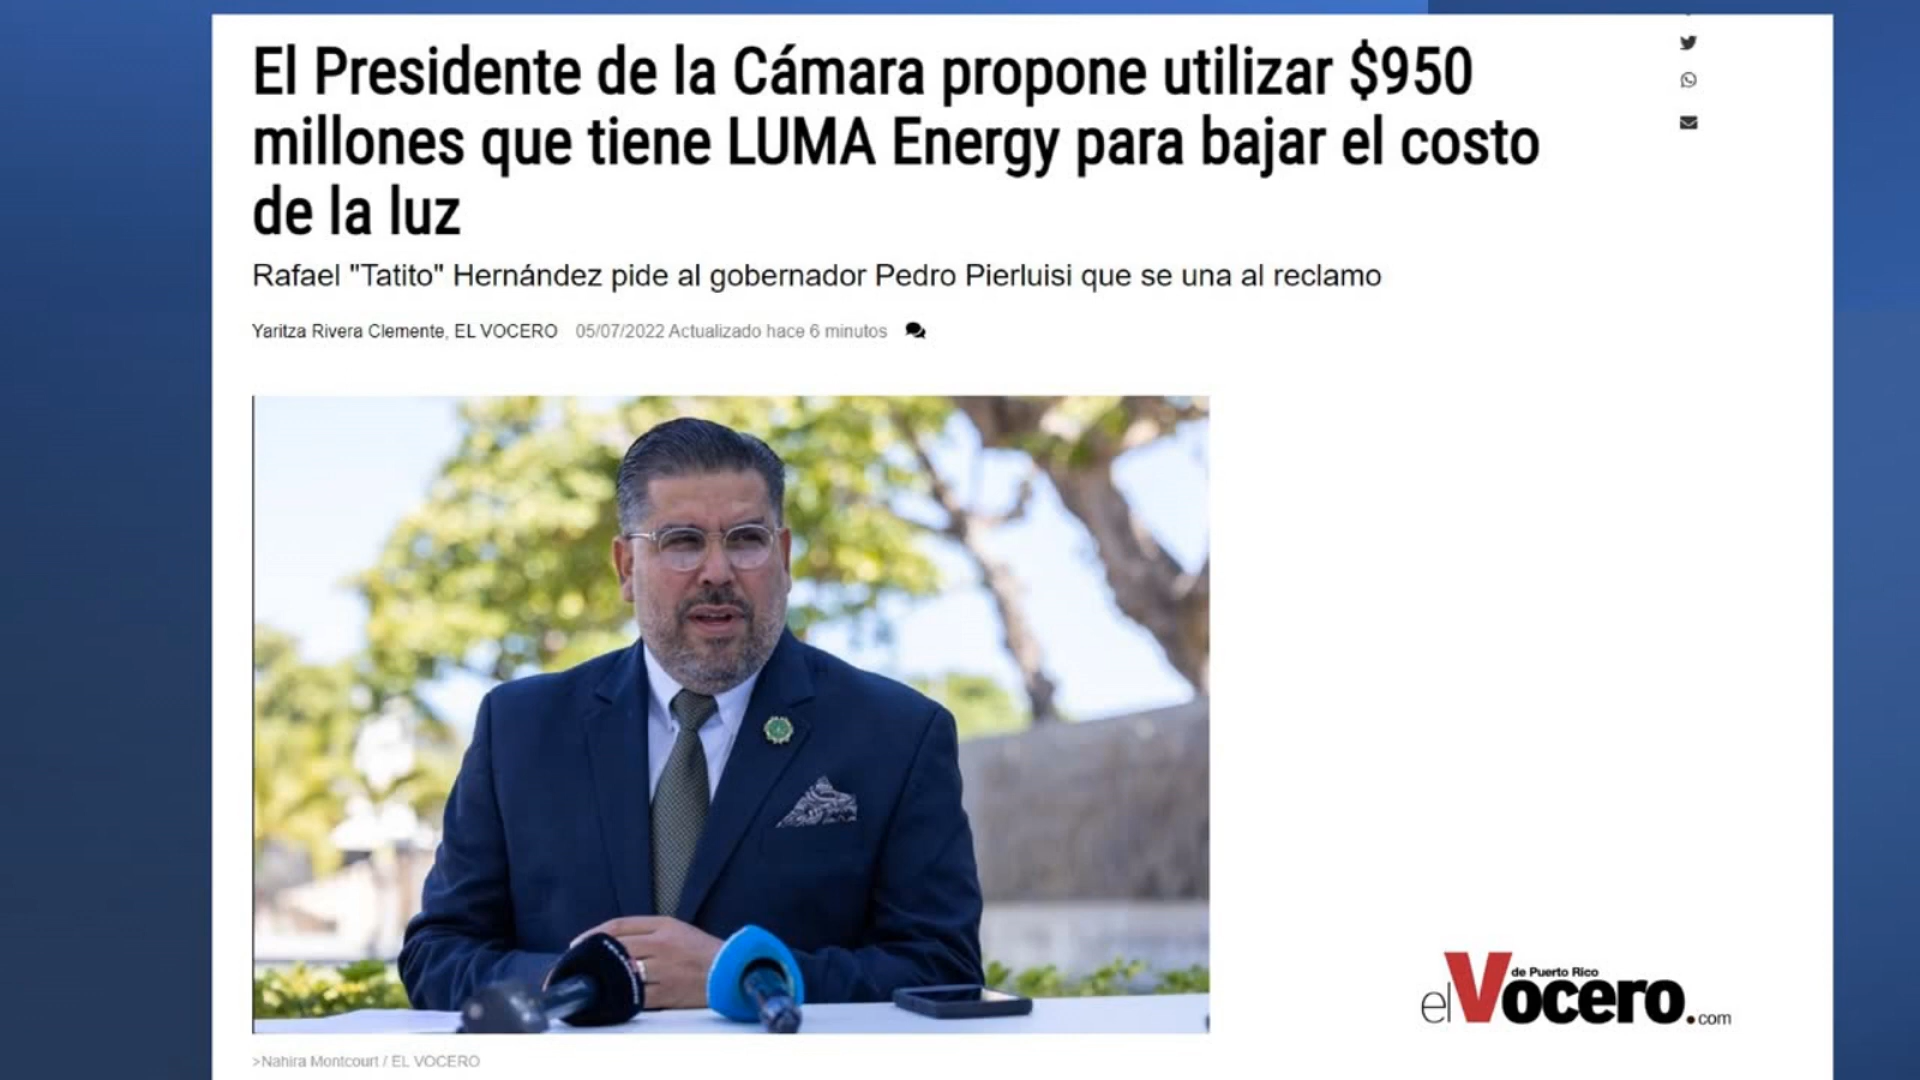 El Presidente de la Cámara propone utilizar $950
millones que tiene LUMA Energy para bajar el costo
de la luz
Rafael "Tatito" Hernández pide al gobernador Pedro Pierluisi que se una al reclamo
Yaritza Rivera Clemente, EL VOCERO 05/07/2022 Actualizado hace 6 minutos
el Vocero.com
de Puerto Rico
>Nahira Montcourt / EL VOCERO